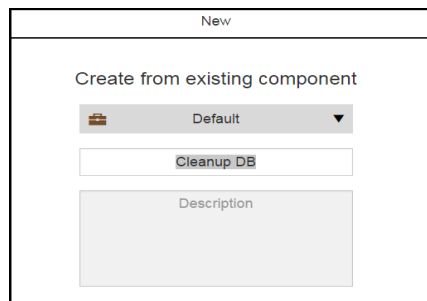 New
Create from existing component
Default
Cleanup DB
Description